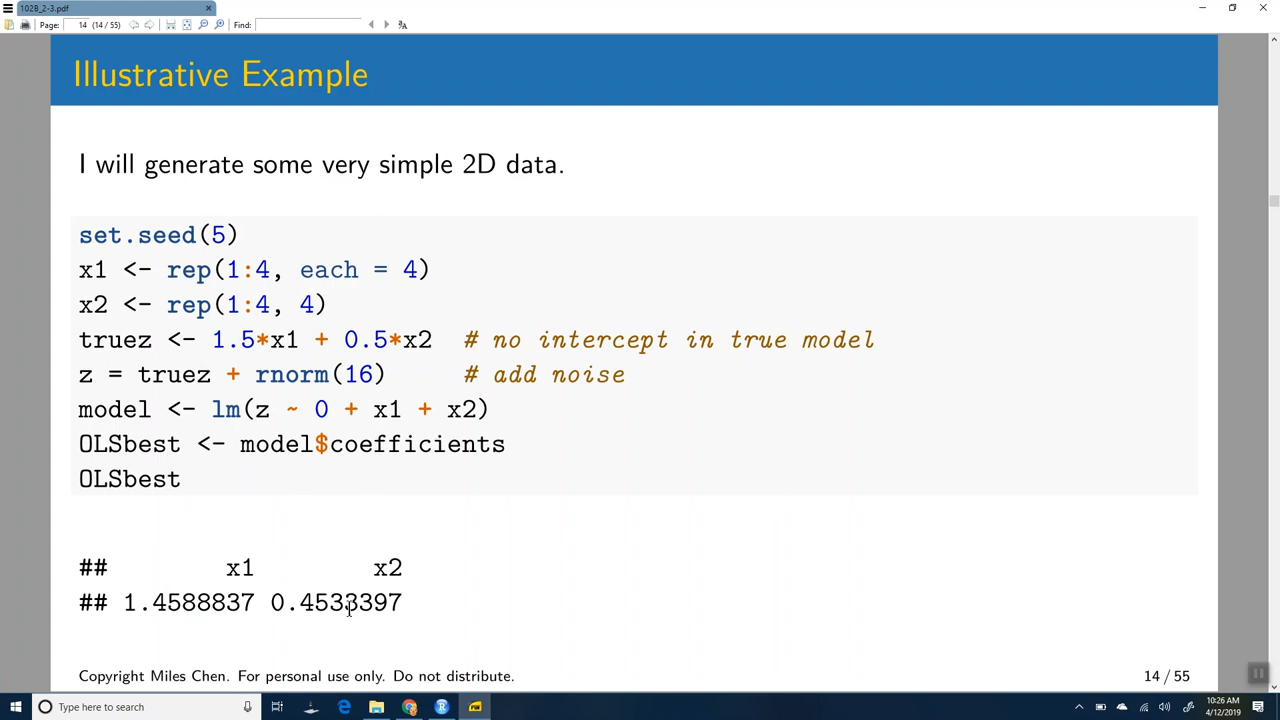 102B_2-3.pdf
Page: 14 (14 / 55) Find:
Illustrative Example
I will generate some very simple 2D data.
set.seed(5)
x1 <- rep(1:4, each = 4)
x2 <- rep(1:4, 4)
truez <- 1.5*x1 + 0.5*x2 # no intercept in true model
z = truez + rnorm(16) # add noise
model <- lm(z ~ 0 + x1 + x2)
OLSbest <- model$coefficients
OLSbest
## x1 x2
## 1.4588837 0.4533397
Copyright Miles Chen. For personal use only. Do not distribute. 14 / 55
Type here to search
10:26 AM
4/12/2019